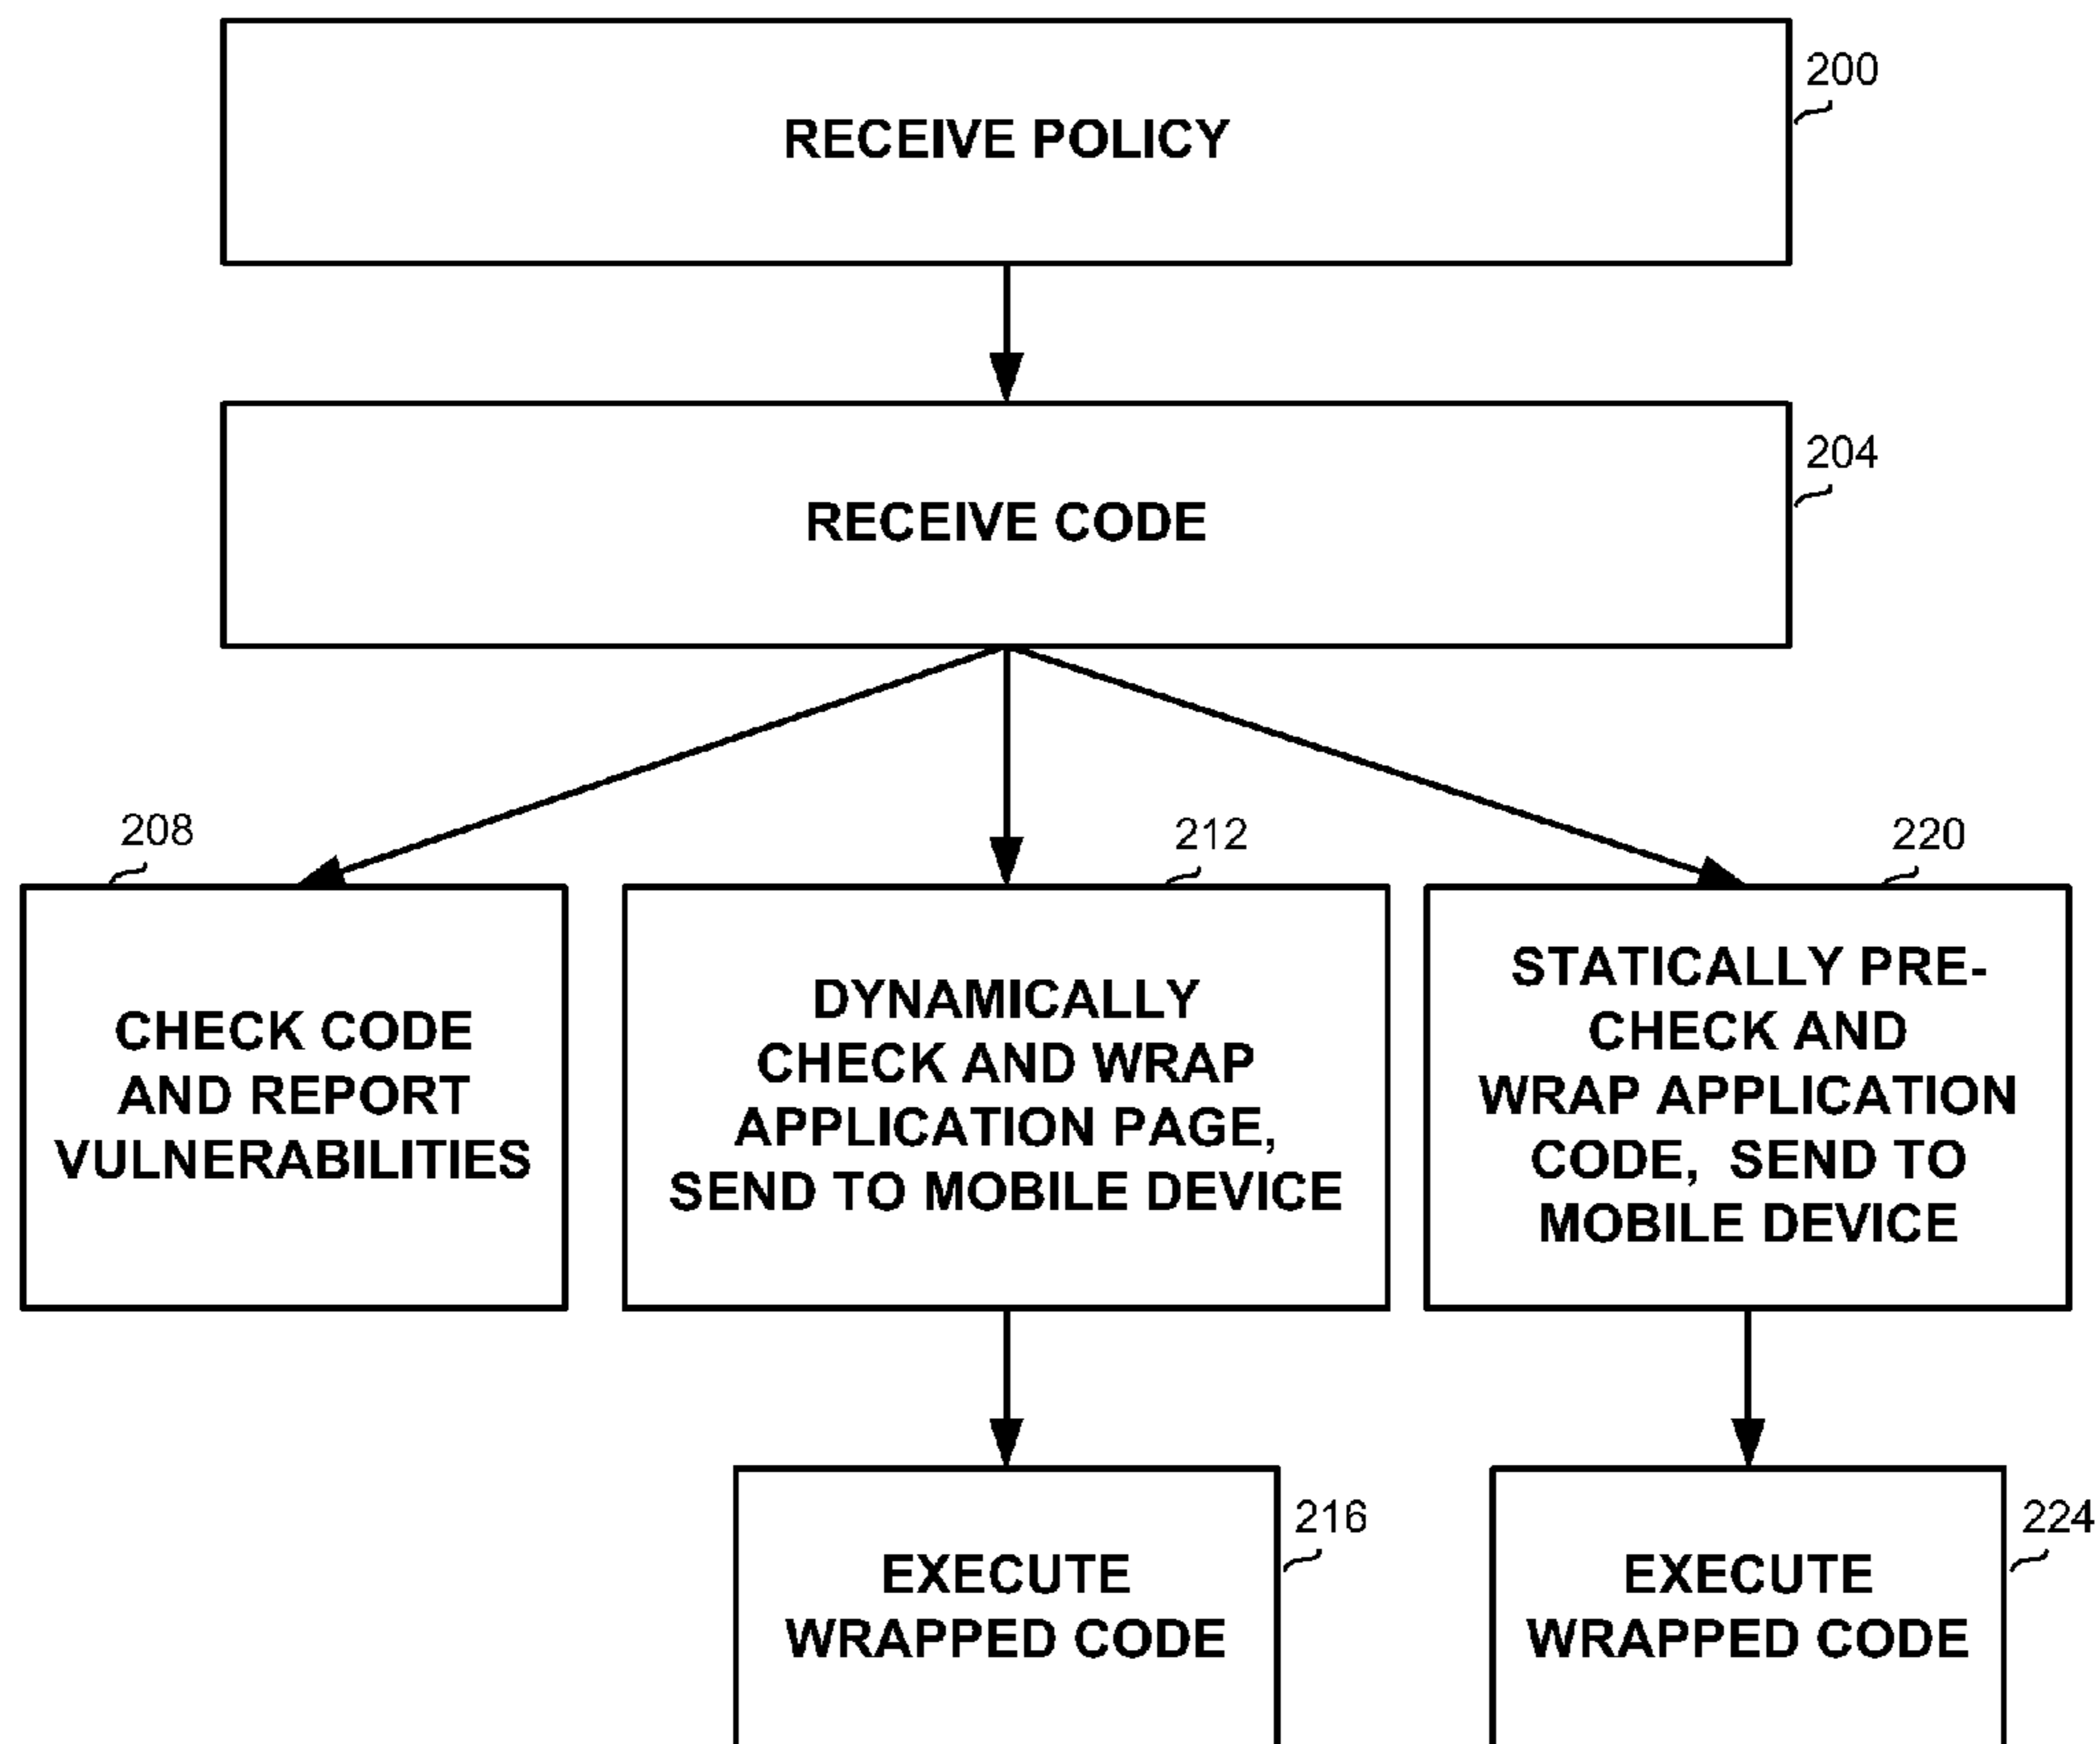 200
RECEIVE POLICY
204
RECEIVE CODE
208
CHECK CODE
AND REPORT
VULNERABILITIES
212
DYNAMICALLY
CHECK AND WRAP
APPLICATION PAGE,
SEND TO MOBILE DEVICE
220
STATICALLY PRE-
CHECK AND
WRAP APPLICATION
CODE, SEND TO
MOBILE DEVICE
216
EXECUTE
WRAPPED CODE
224
EXECUTE
WRAPPED CODE